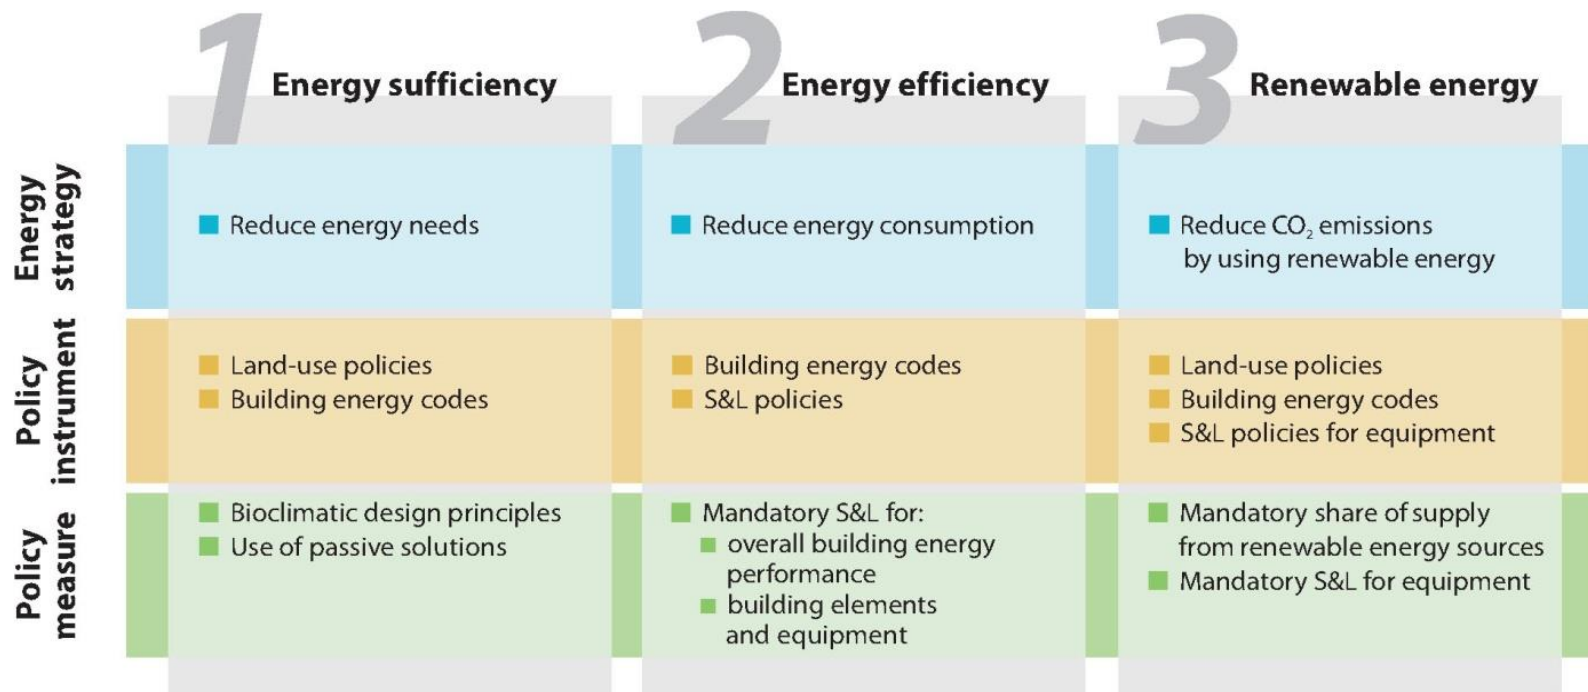 1 Energy sufficiency
2 Energy efficiency
3 Renewable energy
Energy
strategy
Reduce energy needs
Reduce energy consumption
Reduce CO₂ emissions
by using renewable energy
Policy
instrument
Land-use policies
Building energy codes
Building energy codes
S&L policies
Land-use policies
Building energy codes
S&L policies for equipment
Policy
measure
Bioclimatic design principles
Use of passive solutions
Mandatory S&L for:
overall building energy
performance
building elements
and equipment
Mandatory share of supply
from renewable energy sources
Mandatory S&L for equipment